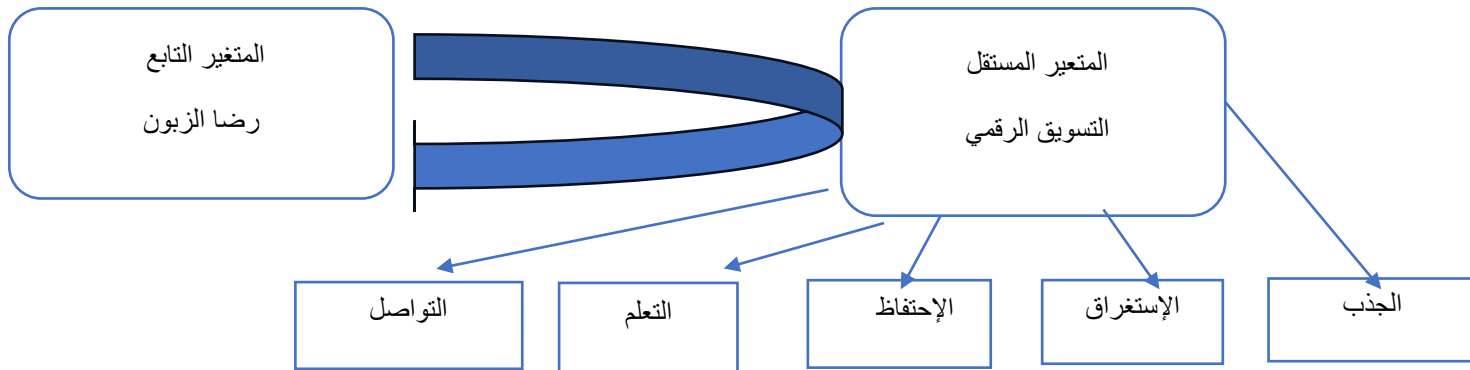 المتعير المستقل
التسويق الرقمي
المتغير التابع
رضا الزبون
الجذب
الإستغراق
الإحتفاظ
التعلم
التواصل